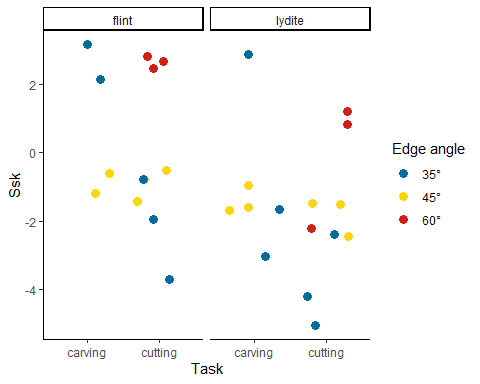 flint lydite
2
0
-2
-4
Ssk
carving cutting carving cutting
Task
Edge angle
35°
45°
60°